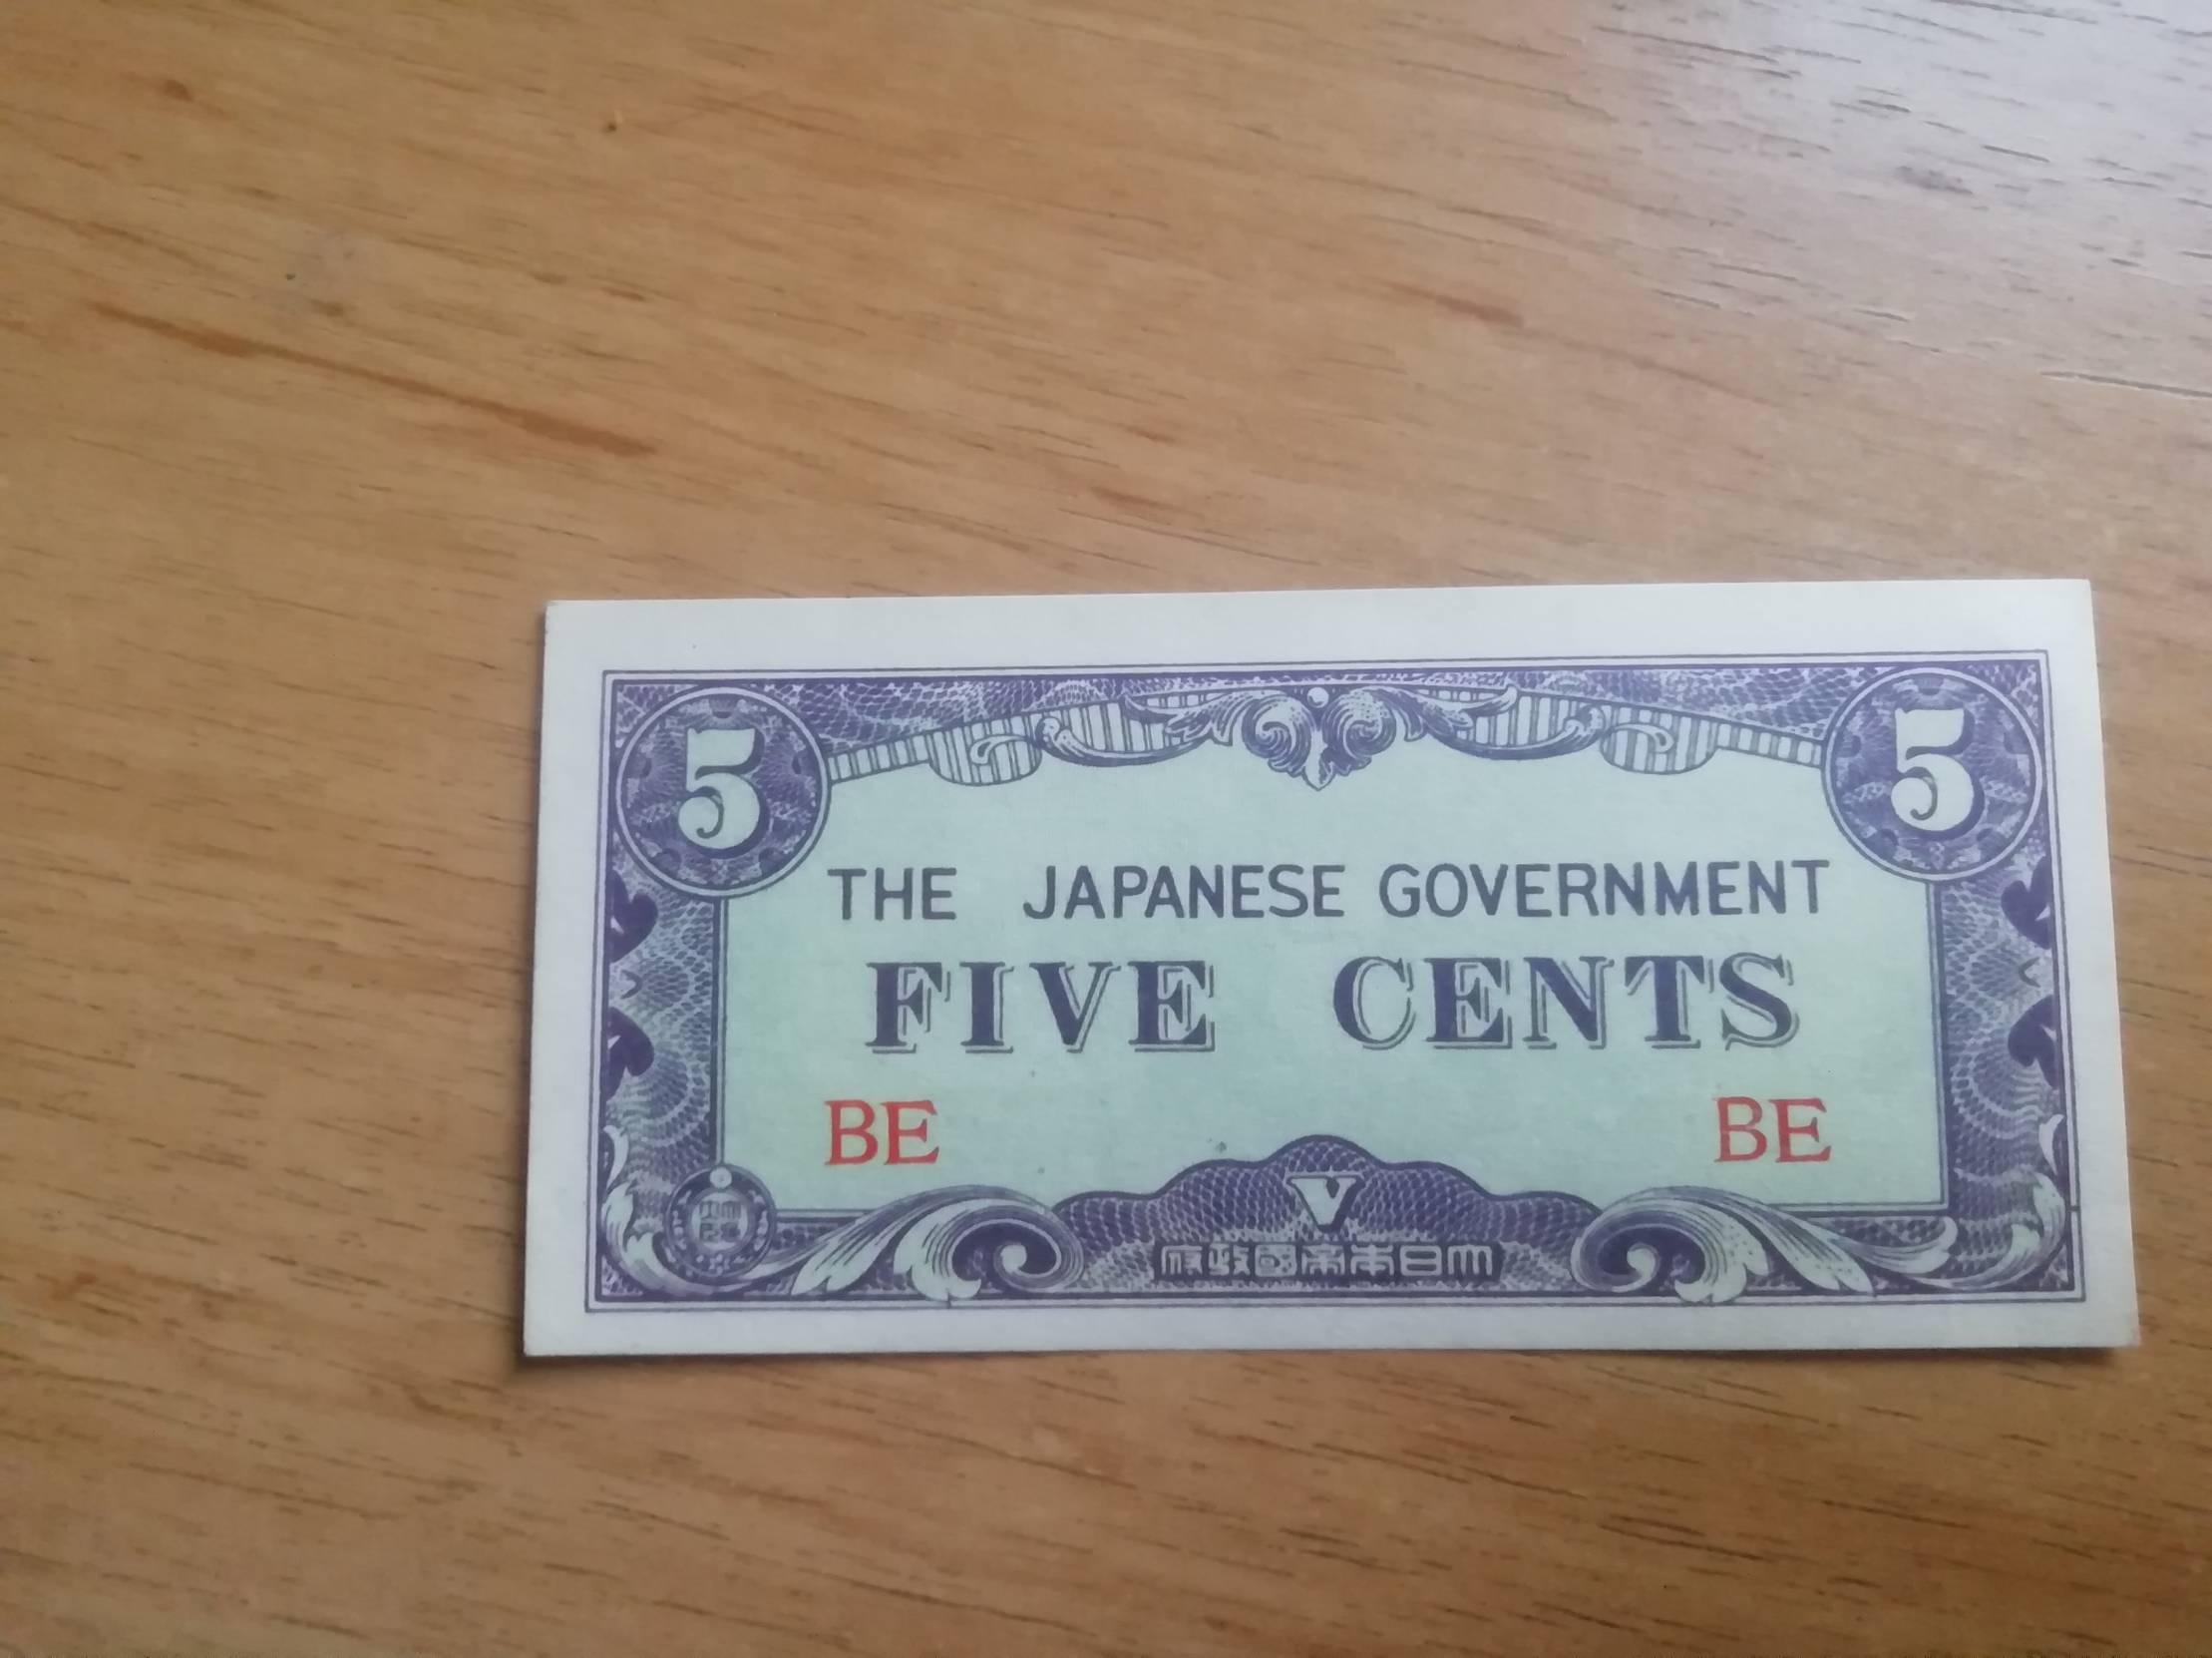 5 5
THE JAPANESE GOVERNMENT
FIVE CENTS
BE BE
V
府政國帝本日大